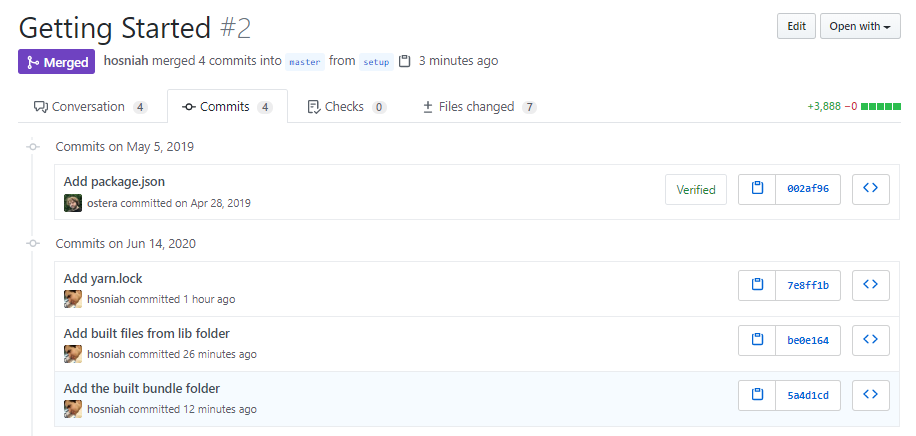 Getting Started #2
Edit
Open with
Merged
hosniah merged 4 commits into master from setup 3 minutes ago
Conversation 4
Commits 4
Checks 0
Files changed 7
+3,888 −0
Commits on May 5, 2019
Add package.json
ostera committed on Apr 28, 2019
Verified
002af96
Commits on Jun 14, 2020
Add yarn.lock
hosniah committed 1 hour ago
7e8ff1b
Add built files from lib folder
hosniah committed 26 minutes ago
be0e164
Add the built bundle folder
hosniah committed 12 minutes ago
5a4d1cd